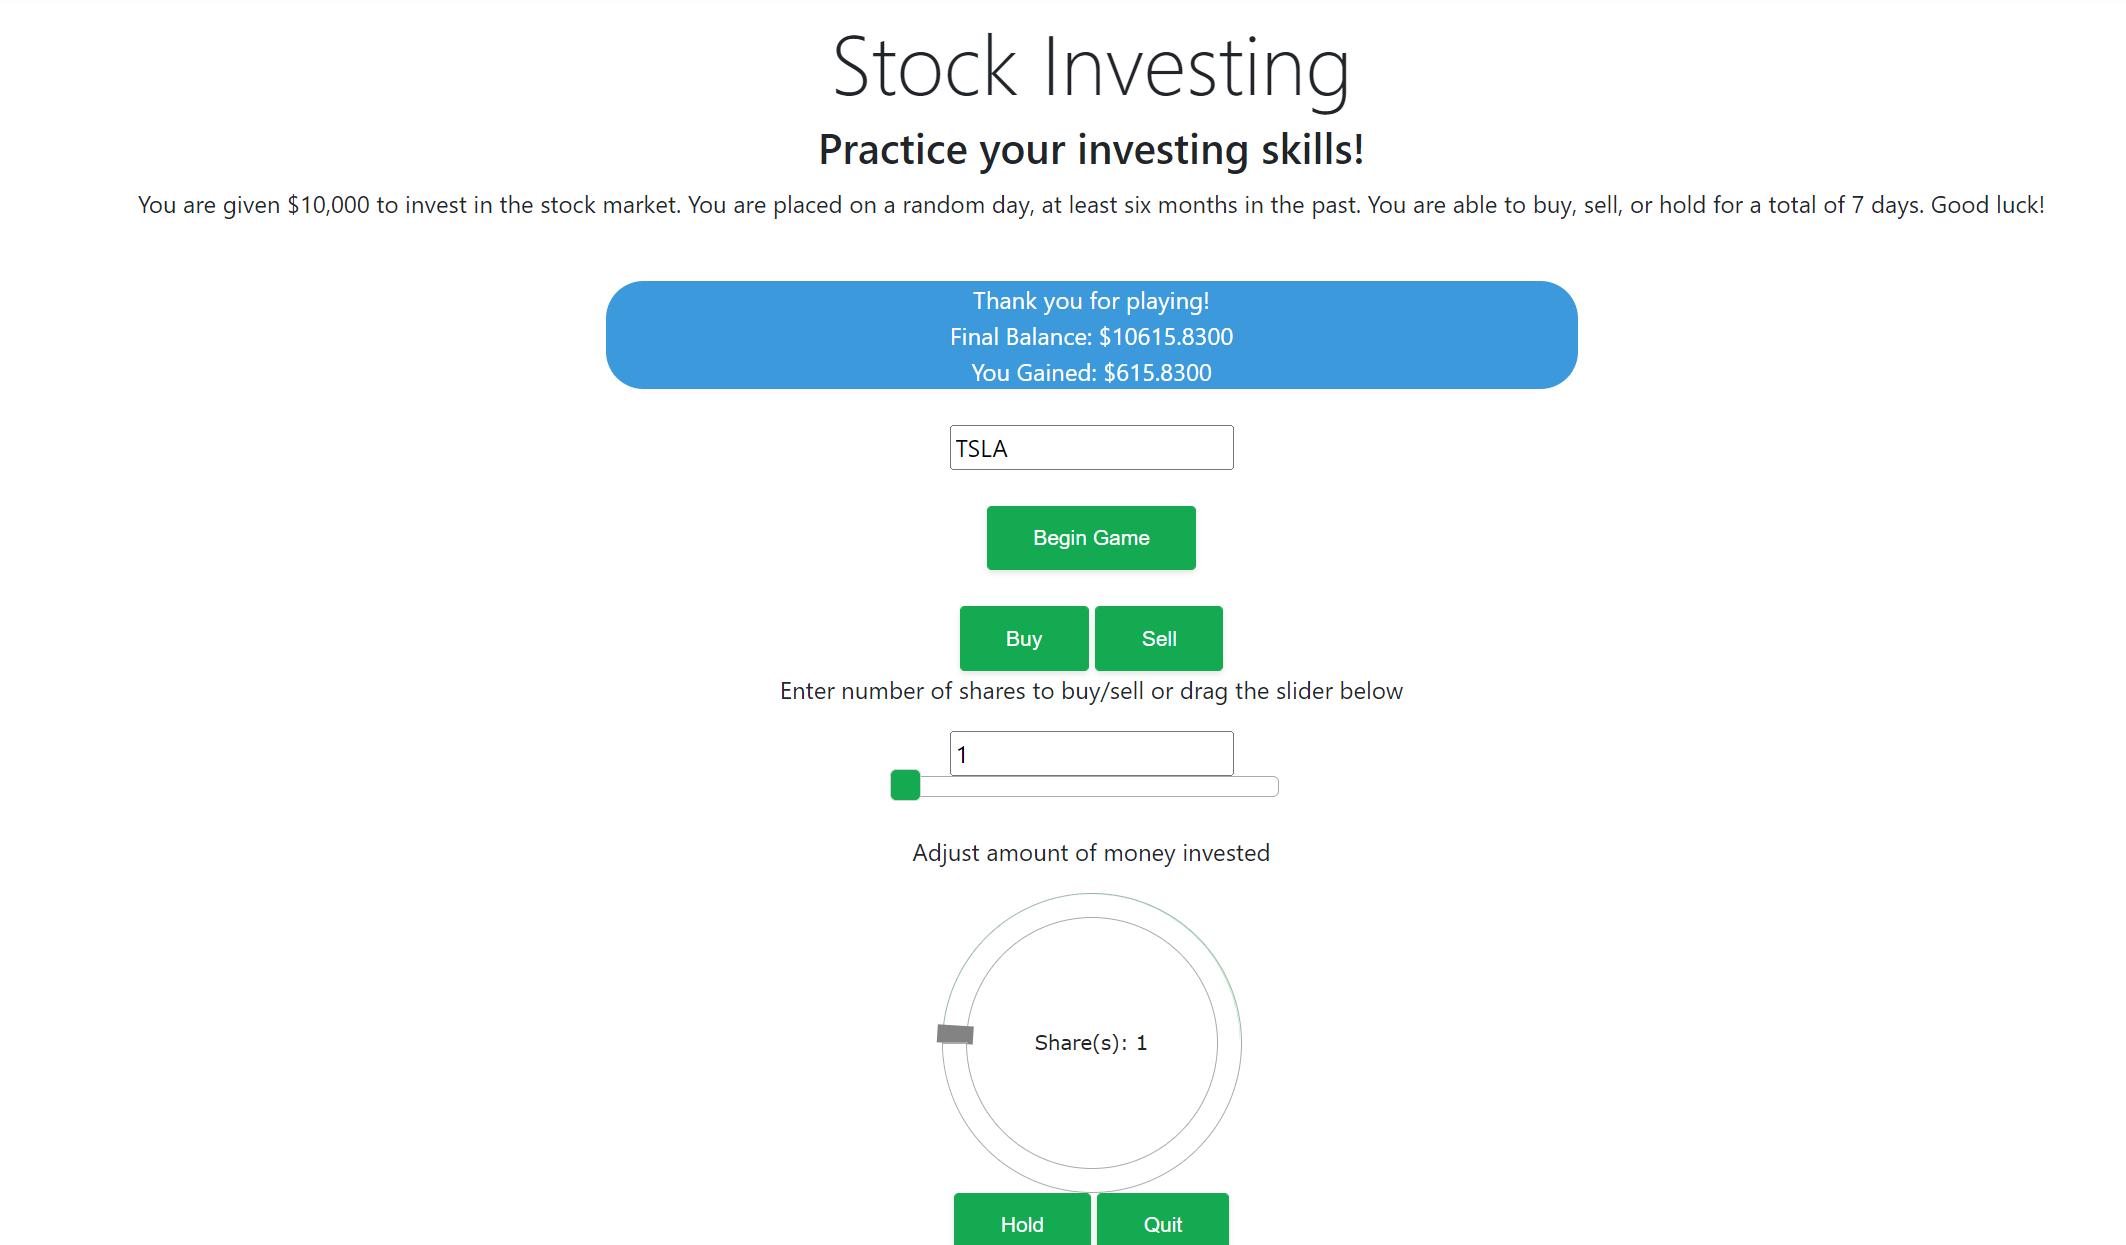 Stock Investing
Practice your investing skills!
You are given $10,000 to invest in the stock market. You are placed on a random day, at least six months in the past. You are able to buy, sell, or hold for a total of 7 days. Good luck!
Thank you for playing!
Final Balance: $10615.8300
You Gained: $615.8300
TSLA
Begin Game
Buy Sell
Enter number of shares to buy/sell or drag the slider below
1
Adjust amount of money invested
Share(s): 1
Hold Quit